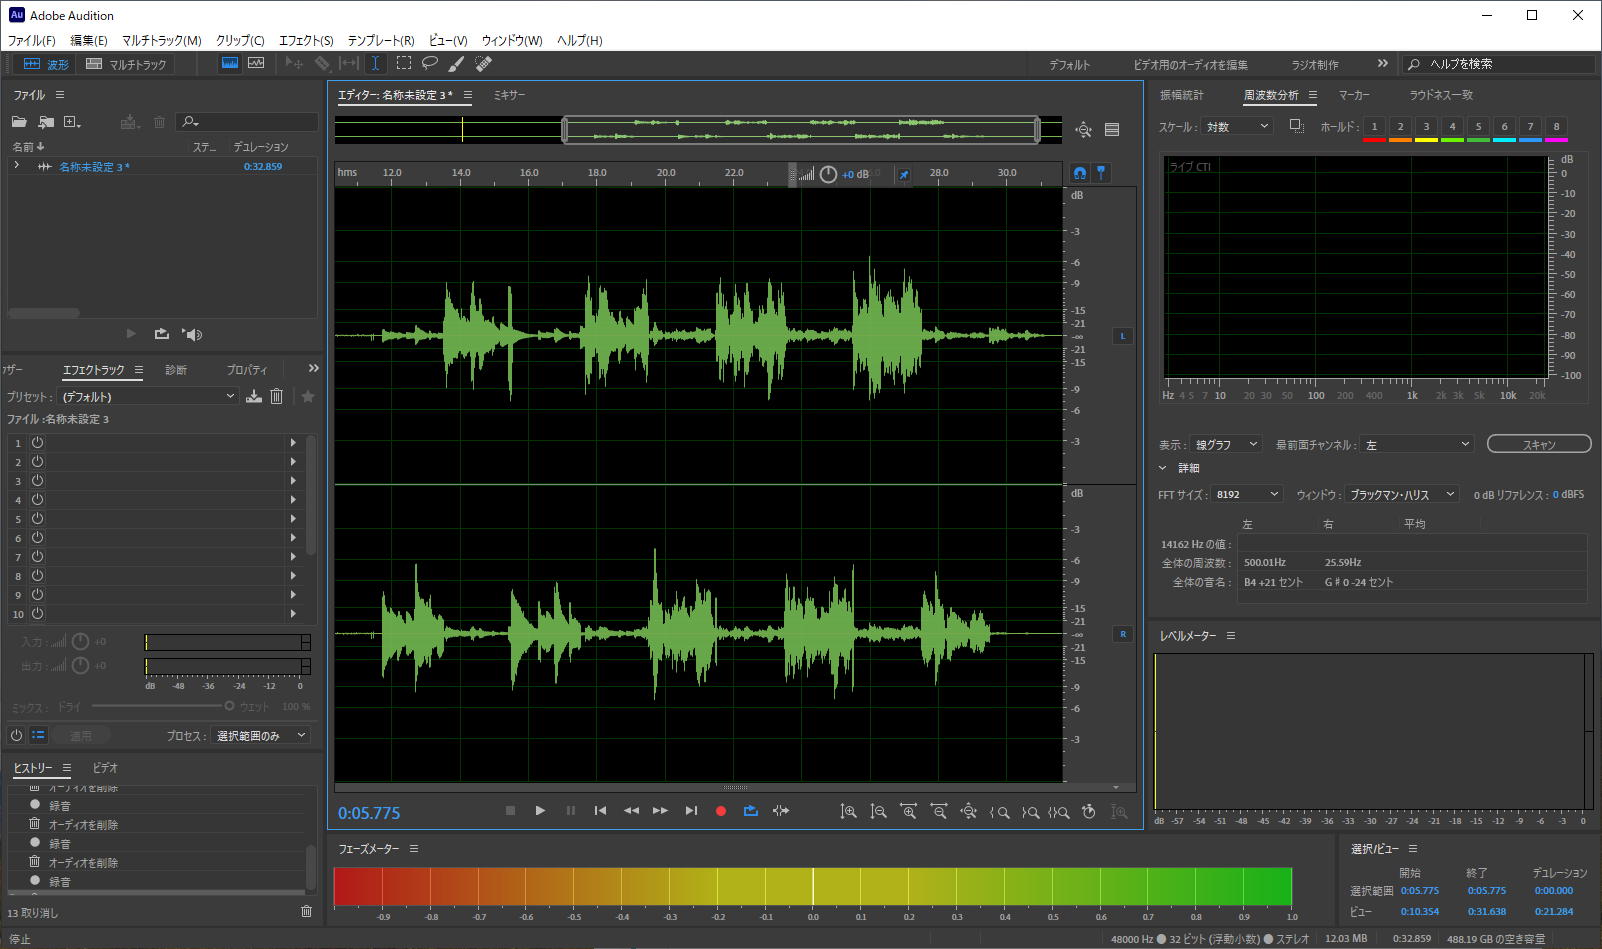 Au Adobe Audition
ファイル(F) 編集(E) マルチトラック(M) クリップ(C) エフェクト(S) テンプレート(R) ビュー(V) ウィンドウ(W) ヘルプ(H)
波形 マルチトラック デフォルト ビデオ用のオーディオを編集 ラジオ制作 ヘルプを検索
ファイル
名前 ステ... デュレーション
名称未設定 3 * 0:32.859
エディター: 名称未設定 3 * ミキサー
hms 12.0 14.0 16.0 18.0 20.0 22.0 +0 dB 28.0 30.0
dB
-3
-6
-9
-15
-21
-∞
-21
-15
-9
-6
-3
L
dB
-3
-6
-9
-15
-21
-∞
-21
-15
-9
-6
-3
R
0:05.775
振幅統計 周波数分析 マーカー ラウドネス一致
スケール : 対数 ホールド : 1 2 3 4 5 6 7 8
ライブ CTI
dB
0
-10
-20
-30
-40
-50
-60
-70
-80
-90
-100
Hz 4 5 7 10 20 30 50 100 200 400 1k 2k 3k 5k 10k 20k
表示 : 線グラフ 最前面チャンネル : 左 スキャン
詳細
FFT サイズ : 8192 ウィンドウ : ブラックマン・ハリス 0 dB リファレンス : 0 dBFS
左 右 平均
14162 Hz の値 :
全体の周波数 : 500.01Hz 25.59Hz
全体の音名 : B4 +21 セント G ♯ 0 -24 セント
ザー エフェクトラック 診断 プロパティ
プリセット : (デフォルト)
ファイル :名称未設定 3
1
2
3
4
5
6
7
8
9
10
入力 : +0
出力 : +0
dB -48 -36 -24 -12 0
ミックス : ドライ ウェット 100 %
適用 プロセス : 選択範囲のみ
ヒストリー ビデオ
オーディオを削除
録音
オーディオを削除
録音
オーディオを削除
録音
13 取り消し
レベルメーター
dB -57 -54 -51 -48 -45 -42 -39 -36 -33 -30 -27 -24 -21 -18 -15 -12 -9 -6 -3 0
フェーズメーター
-0.9 -0.8 -0.7 -0.6 -0.5 -0.4 -0.3 -0.2 -0.1 0.0 0.1 0.2 0.3 0.4 0.5 0.6 0.7 0.8 0.9 1.0
選択/ビュー
開始 終了 デュレーション
選択範囲 0:05.775 0:05.775 0:00.000
ビュー 0:10.354 0:31.638 0:21.284
停止 48000 Hz ● 32 ビット (浮動小数) ● ステレオ 12.03 MB 0:32.859 488.19 GB の空き容量